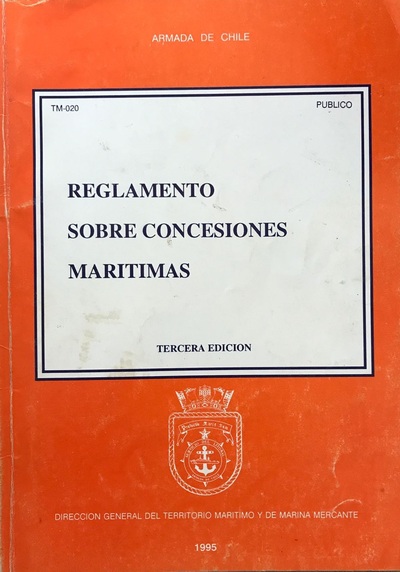 ARMADA DE CHILE
TM-020
PUBLICO
REGLAMENTO
SOBRE CONCESIONES
MARITIMAS
TERCERA EDICION
DIRECCION GENERAL DEL TERRITORIO MARITIMO Y DE MARINA MERCANTE
1995